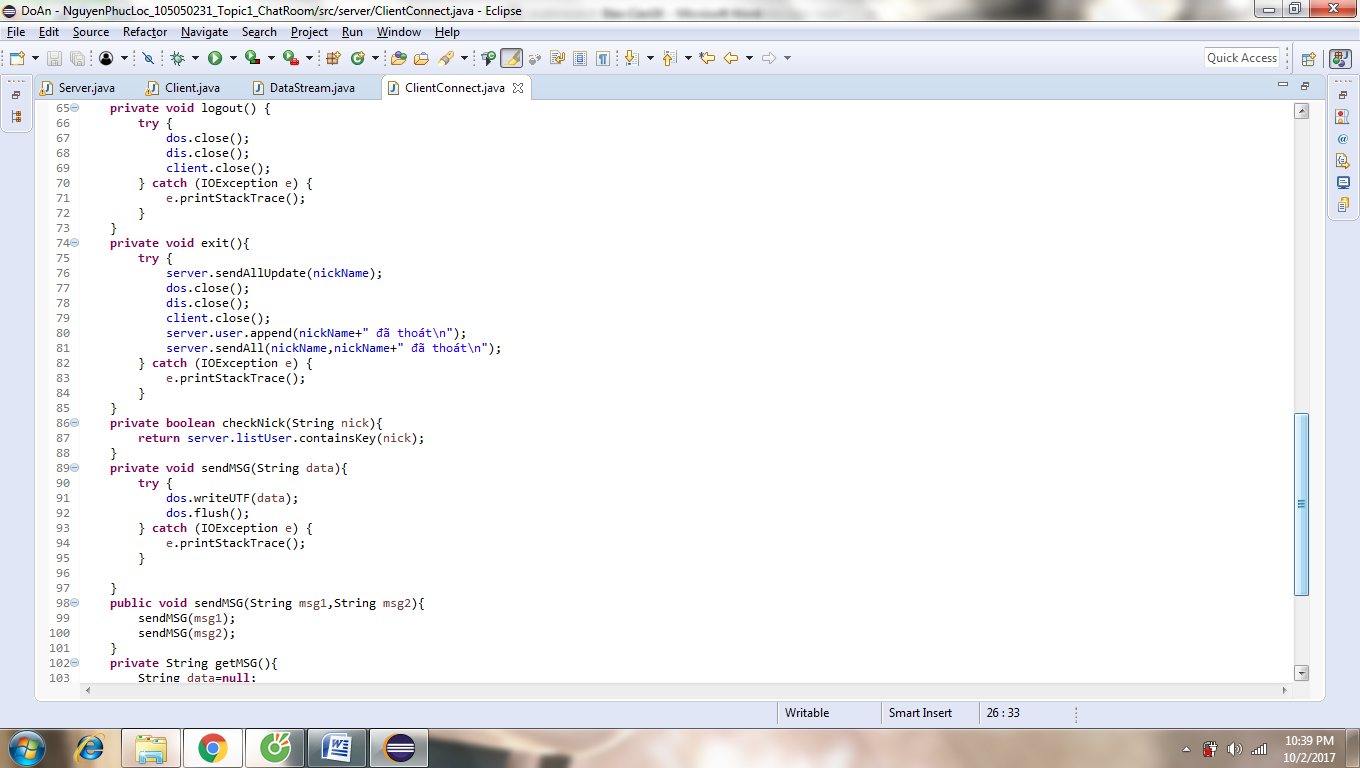 DoAn - NguyenPhucLoc_105050231_Topic1_ChatRoom/src/server/ClientConnect.java - Eclipse
File Edit Source Refactor Navigate Search Project Run Window Help
Quick Access
Server.java Client.java DataStream.java ClientConnect.java
65 private void logout() {
66 try {
67 dos.close();
68 dis.close();
69 client.close();
70 } catch (IOException e) {
71 e.printStackTrace();
72 }
73 }
74 private void exit(){
75 try {
76 server.sendAllUpdate(nickName);
77 dos.close();
78 dis.close();
79 client.close();
80 server.user.append(nickName+" đã thoát\n");
81 server.sendAll(nickName,nickName+" đã thoát\n");
82 } catch (IOException e) {
83 e.printStackTrace();
84 }
85 }
86 private boolean checkNick(String nick){
87 return server.listUser.containsKey(nick);
88 }
89 private void sendMSG(String data){
90 try {
91 dos.writeUTF(data);
92 dos.flush();
93 } catch (IOException e) {
94 e.printStackTrace();
95 }
96
97 }
98 public void sendMSG(String msg1,String msg2){
99 sendMSG(msg1);
100 sendMSG(msg2);
101 }
102 private String getMSG(){
103 String data=null;
Writable Smart Insert 26 : 33
10:39 PM
10/2/2017